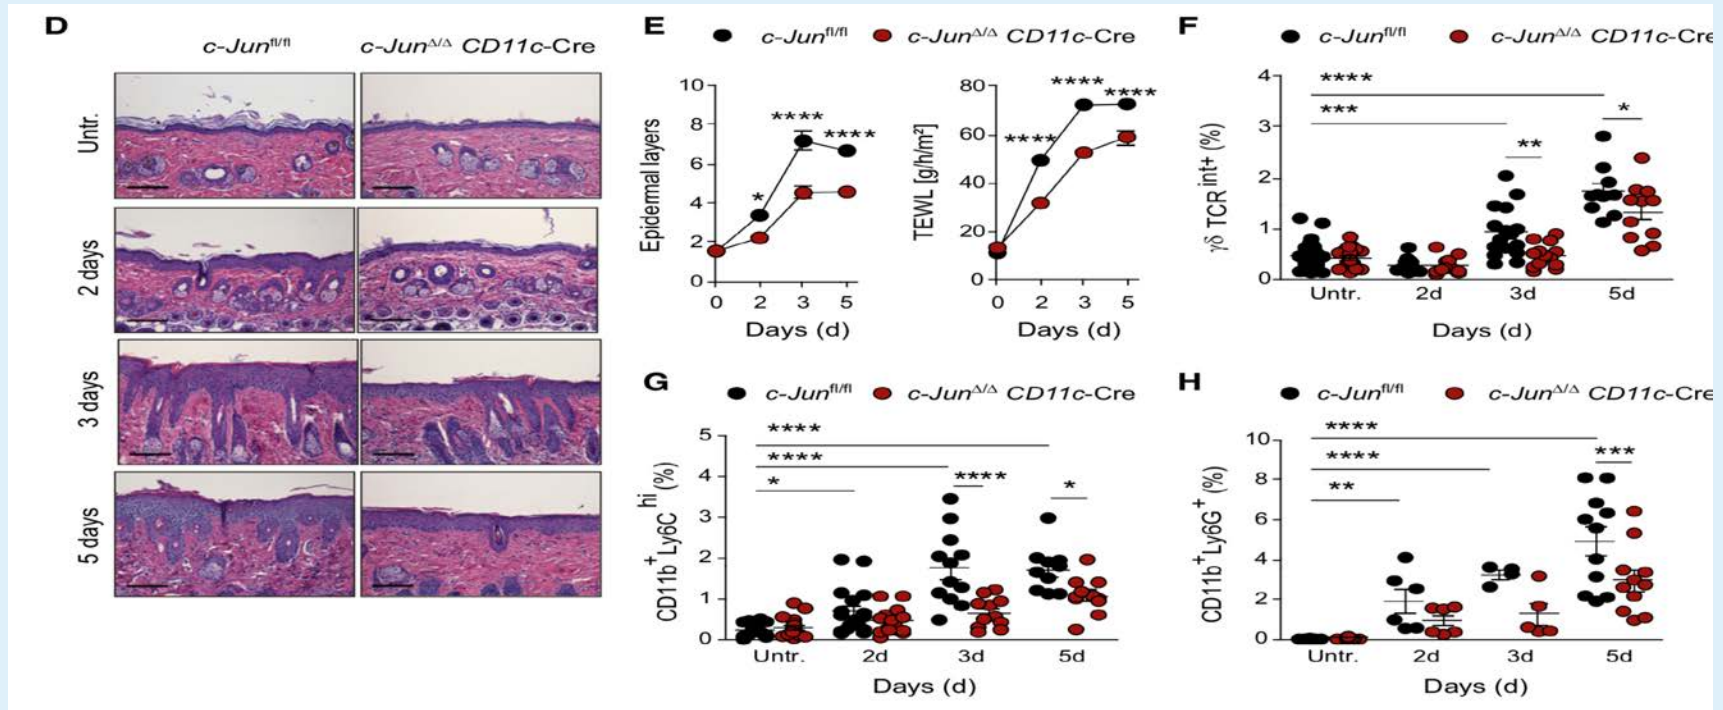 D
c-Junfl/fl c-JunΔ/Δ CD11c-Cre
Untr.
2 days
3 days
5 days
E
c-Junfl/fl c-JunΔ/Δ CD11c-Cre
Epidermal layers
10
8
6
4
2
0
* **** ****
0 2 3 5
Days (d)
TEWL [g/h/m²]
80
60
40
20
0
**** **** ****
0 2 3 5
Days (d)
F
c-Junfl/fl c-JunΔ/Δ CD11c-Cre
γδ TCRint+ (%)
4
3
2
1
0
****
***
**
*
Untr. 2d 3d 5d
Days (d)
G
c-Junfl/fl c-JunΔ/Δ CD11c-Cre
CD11b+Ly6Chi (%)
5
4
3
2
1
0
****
****
*
****
*
Untr. 2d 3d 5d
Days (d)
H
c-Junfl/fl c-JunΔ/Δ CD11c-Cre
CD11b+Ly6G+ (%)
10
8
6
4
2
0
****
****
**
***
Untr. 2d 3d 5d
Days (d)